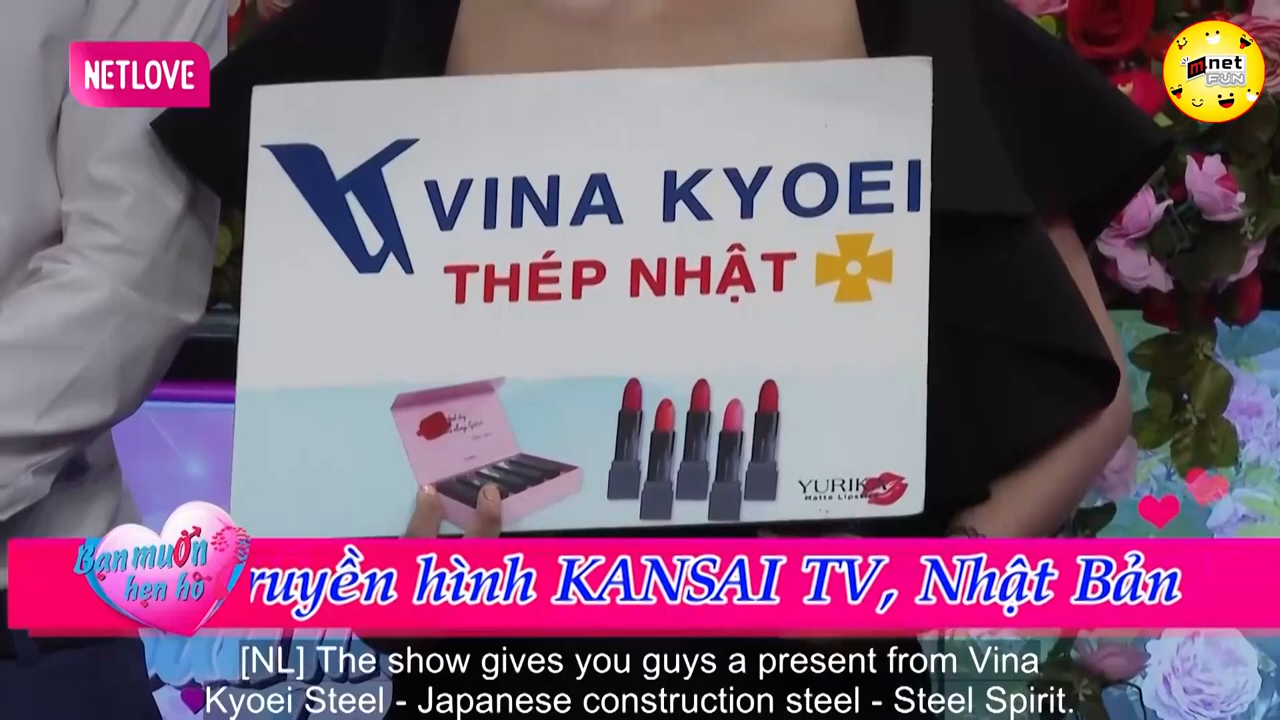 NETLOVE
mnet
FUN
VINA KYOEI
THÉP NHẬT
YURIKA
Matte Lipstick
Bạn muốn
hẹn hò
ruyền hình KANSAI TV, Nhật Bản
[NL] The show gives you guys a present from Vina
Kyoei Steel - Japanese construction steel - Steel Spirit.